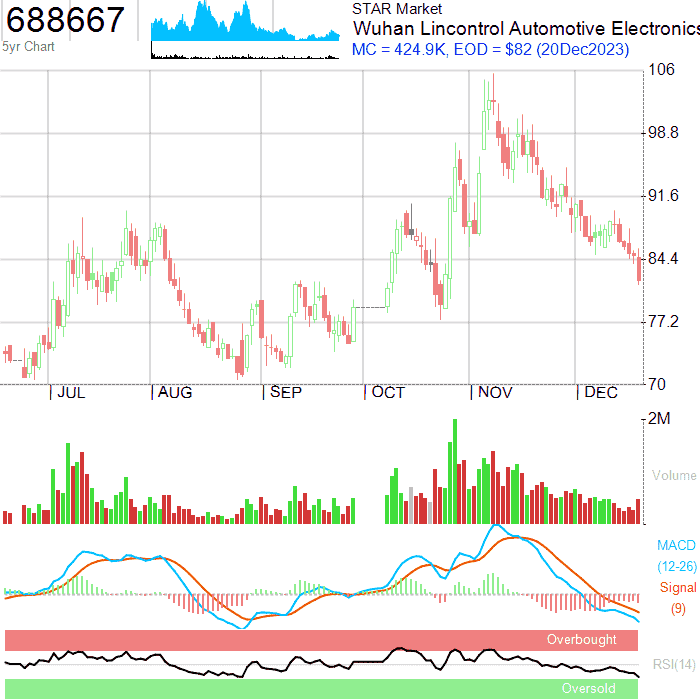 688667
5yr Chart
STAR Market
Wuhan Lincontrol Automotive Electronics
MC = 424.9K, EOD = $82 (20Dec2023)
106
98.8
91.6
84.4
77.2
70
JUL AUG SEP OCT NOV DEC
2M
Volume
MACD
(12-26)
Signal
(9)
Overbought
RSI(14)
Oversold